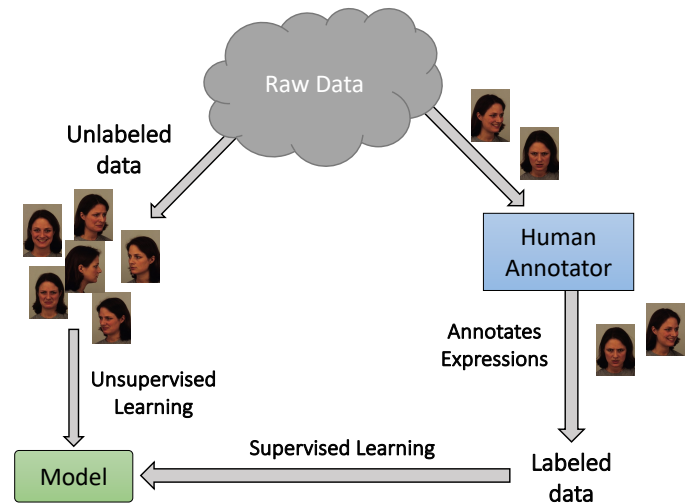 Raw Data
Unlabeled
data
Human
Annotator
Annotates
Expressions
Unsupervised
Learning
Supervised Learning
Model
Labeled
data